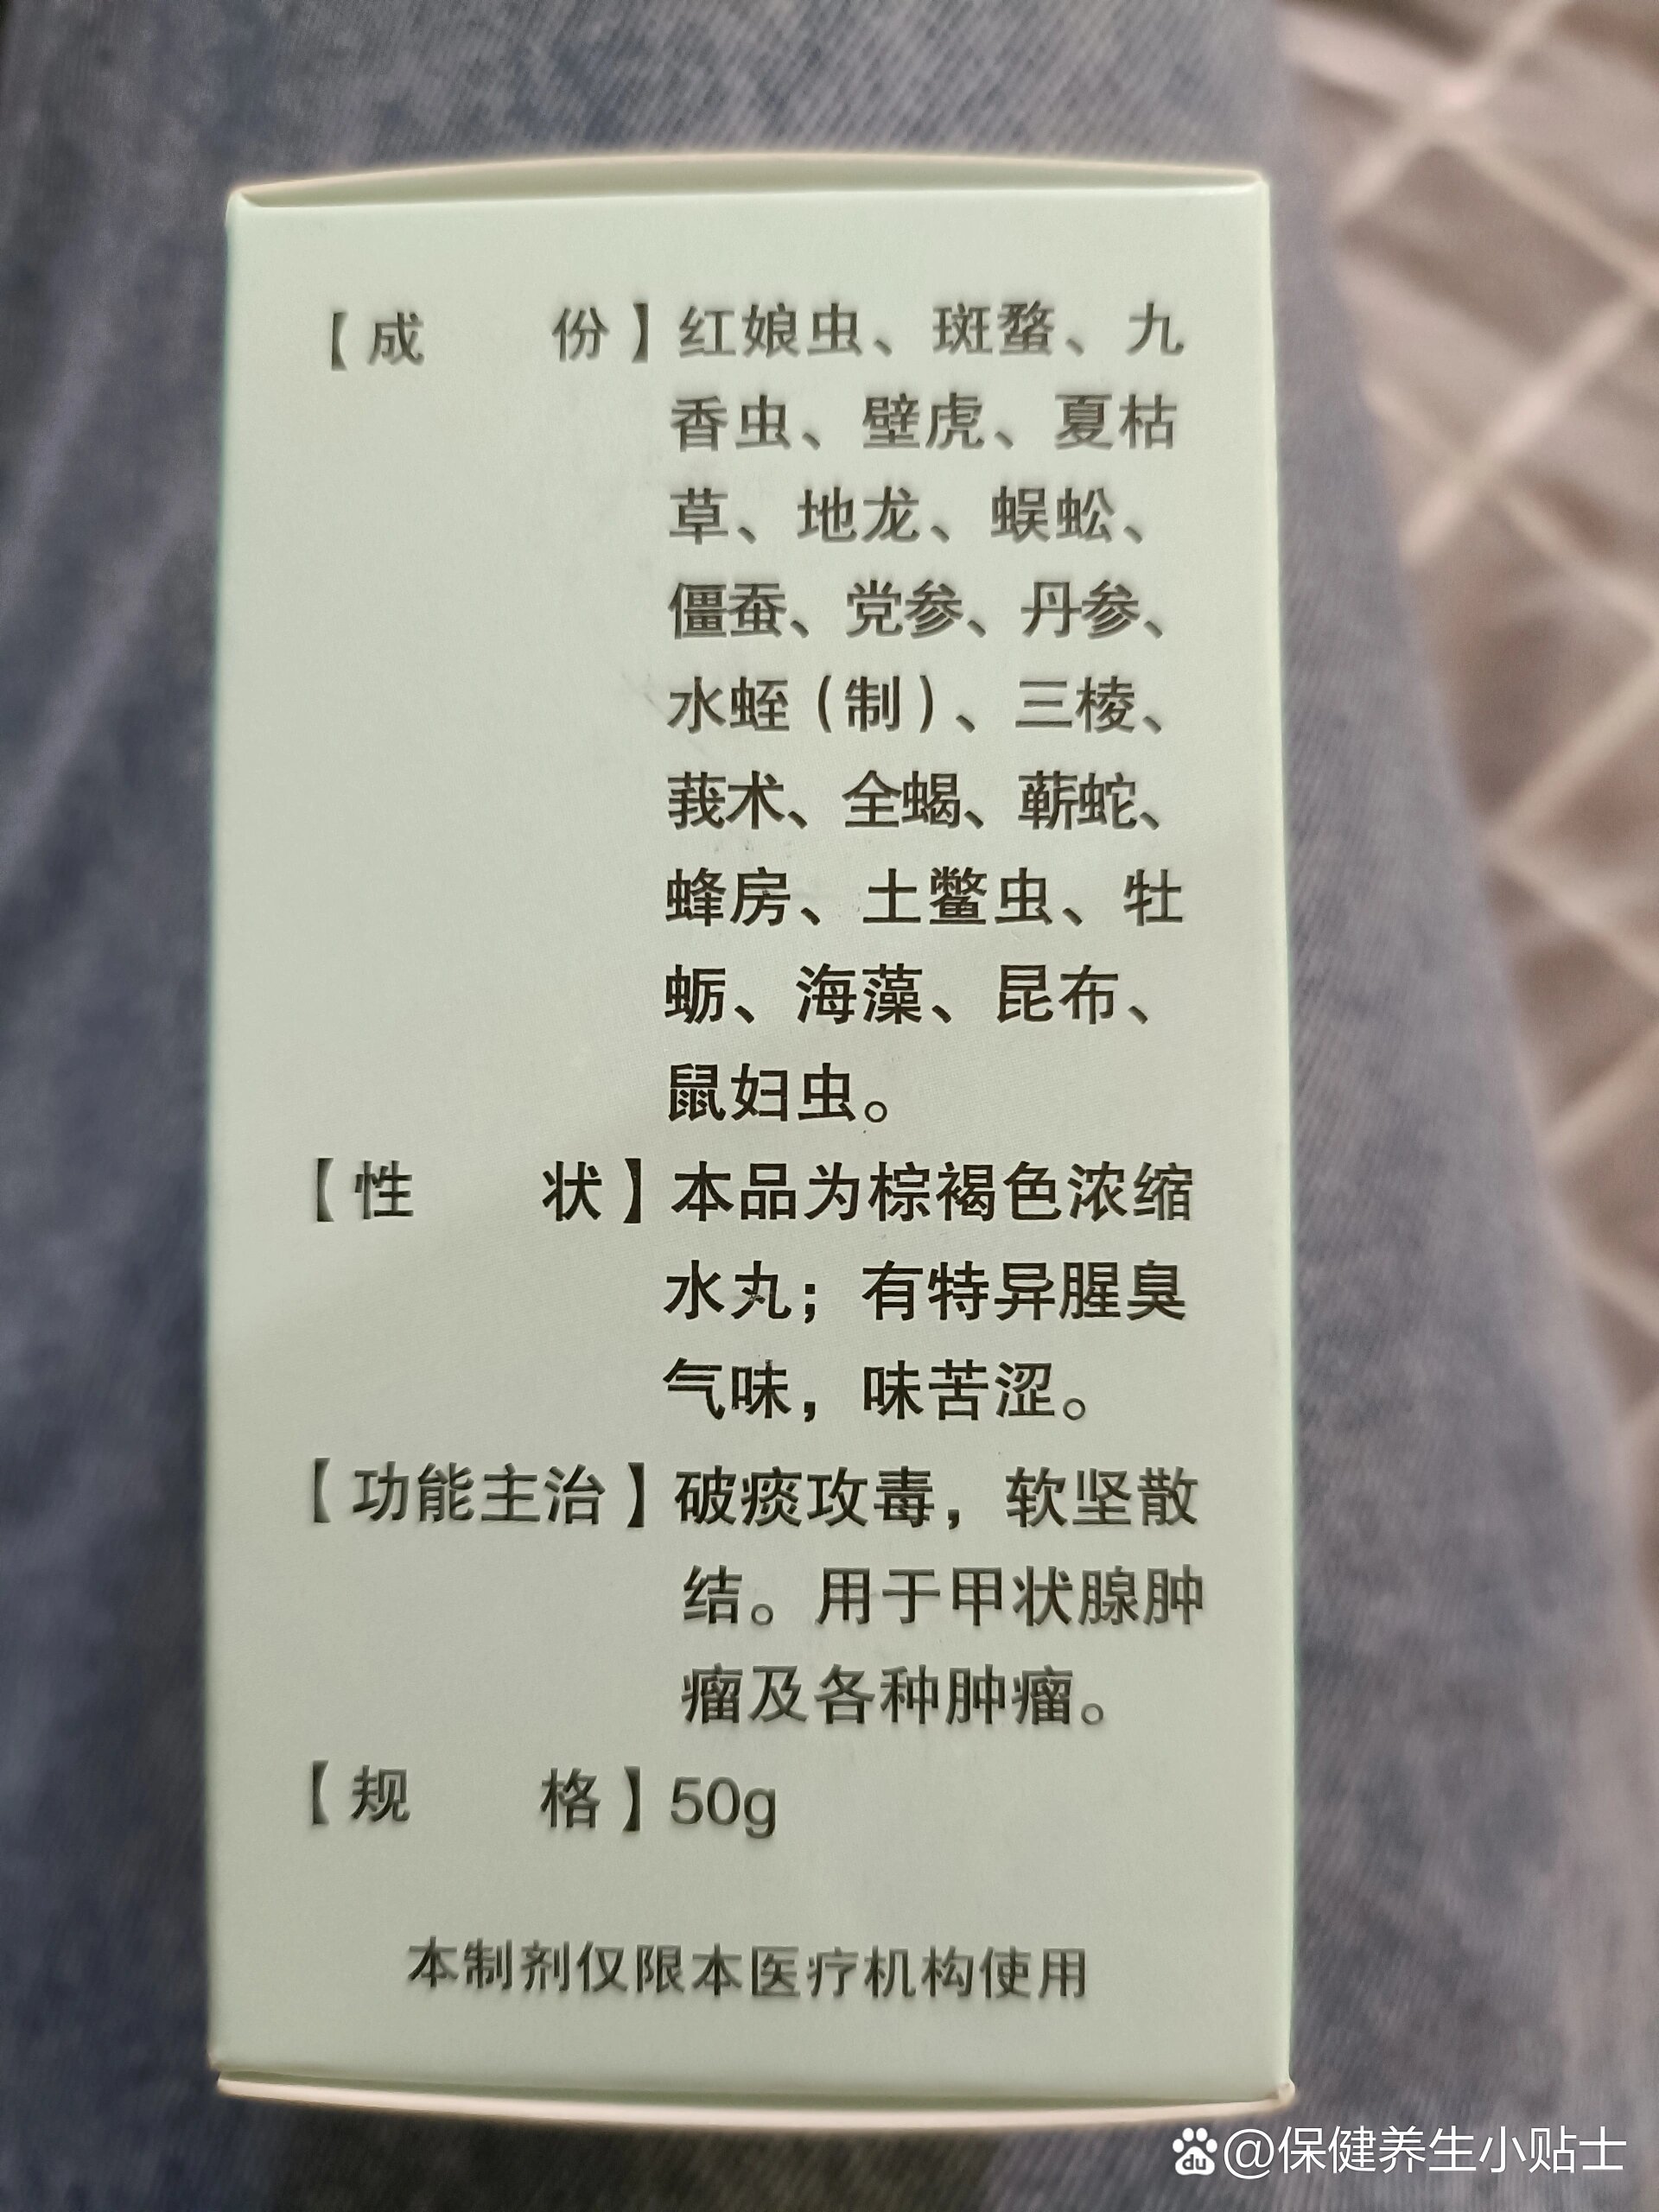 【成　　份】红娘虫、斑蝥、九
香虫、壁虎、夏枯
草、地龙、蜈蚣、
僵蚕、党参、丹参、
水蛭(制)、三棱、
莪术、全蝎、蕲蛇、
蜂房、土鳖虫、牡
蛎、海藻、昆布、
鼠妇虫。
【性　　状】本品为棕褐色浓缩
水丸；有特异腥臭
气味，味苦涩。
【功能主治】破痰攻毒，软坚散
结。用于甲状腺肿
瘤及各种肿瘤。
【规　　格】50g
本制剂仅限本医疗机构使用
du @保健养生小贴士